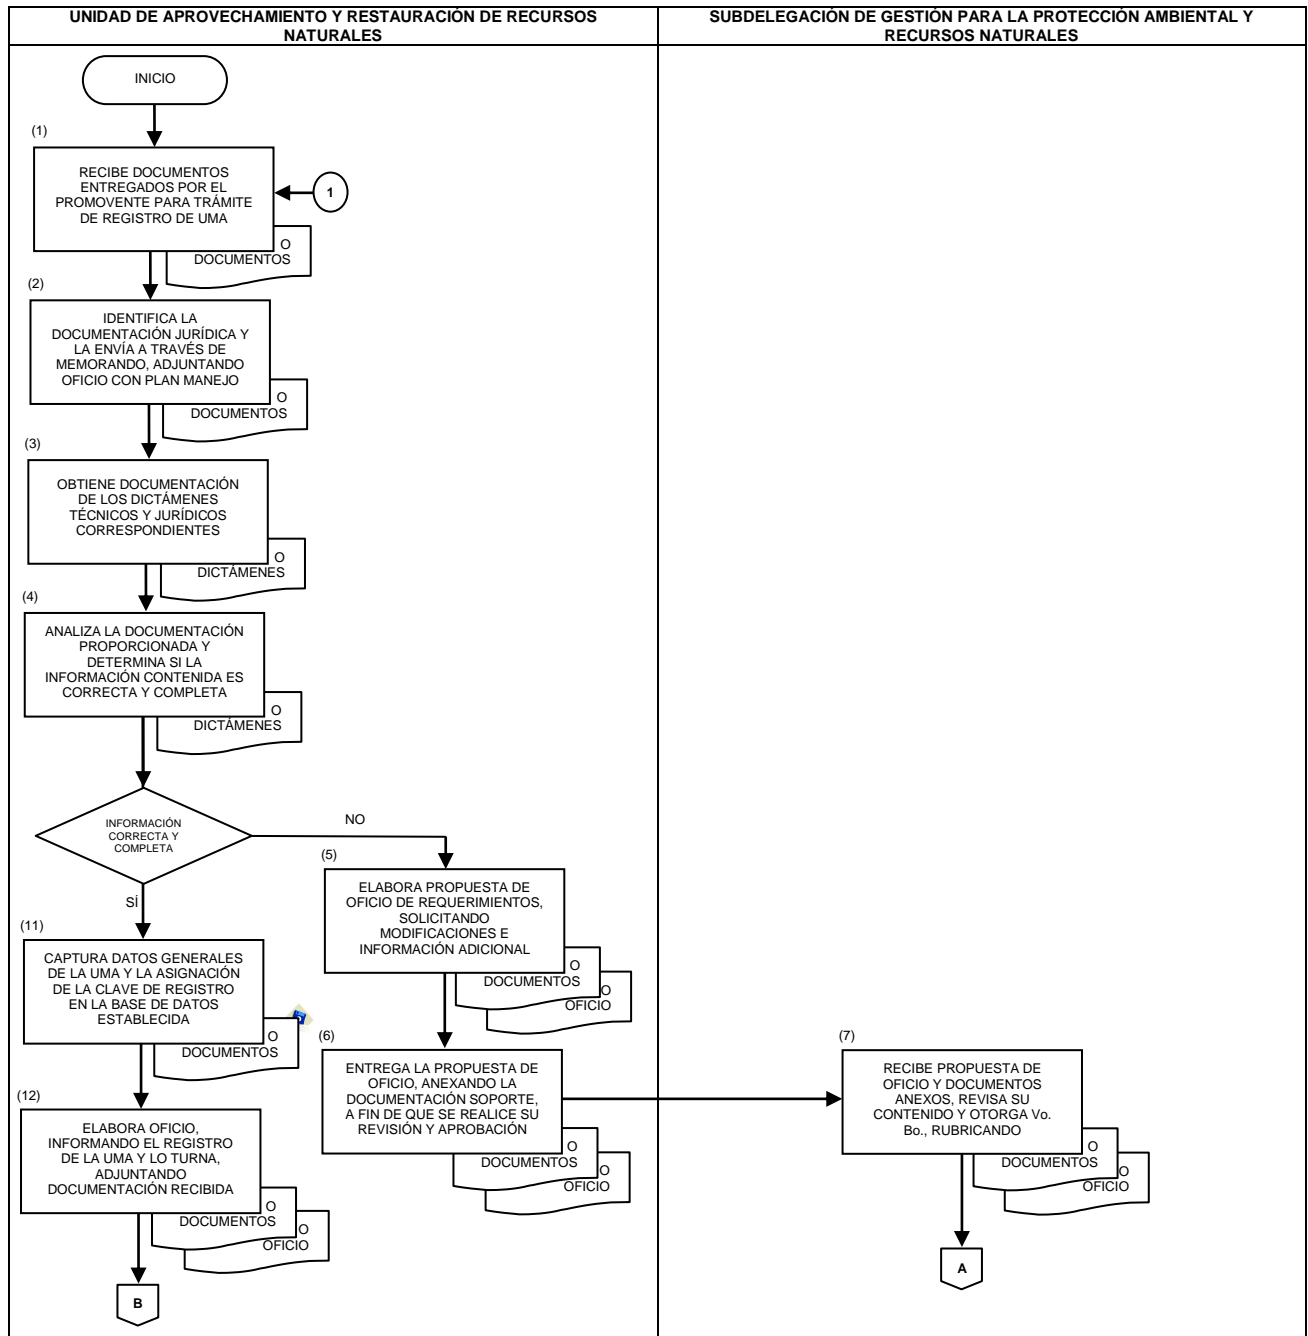 UNIDAD DE APROVECHAMIENTO Y RESTAURACIÓN DE RECURSOS
NATURALES
SUBDELEGACIÓN DE GESTIÓN PARA LA PROTECCIÓN AMBIENTAL Y
RECURSOS NATURALES
INICIO
(1)
RECIBE DOCUMENTOS
ENTREGADOS POR EL
PROMOVENTE PARA TRÁMITE
DE REGISTRO DE UMA
1
O
DOCUMENTOS
(2)
IDENTIFICA LA
DOCUMENTACIÓN JURÍDICA Y
LA ENVÍA A TRAVÉS DE
MEMORANDO, ADJUNTANDO
OFICIO CON PLAN MANEJO
O
DOCUMENTOS
(3)
OBTIENE DOCUMENTACIÓN
DE LOS DICTÁMENES
TÉCNICOS Y JURÍDICOS
CORRESPONDIENTES
O
DICTÁMENES
(4)
ANALIZA LA DOCUMENTACIÓN
PROPORCIONADA Y
DETERMINA SI LA
INFORMACIÓN CONTENIDA ES
CORRECTA Y COMPLETA
O
DICTÁMENES
INFORMACIÓN
CORRECTA Y
COMPLETA
NO
SÍ
(5)
ELABORA PROPUESTA DE
OFICIO DE REQUERIMIENTOS,
SOLICITANDO
MODIFICACIONES E
INFORMACIÓN ADICIONAL
O
DOCUMENTOS
O
OFICIO
(11)
CAPTURA DATOS GENERALES
DE LA UMA Y LA ASIGNACIÓN
DE LA CLAVE DE REGISTRO
EN LA BASE DE DATOS
ESTABLECIDA
O
DOCUMENTOS
(6)
ENTREGA LA PROPUESTA DE
OFICIO, ANEXANDO LA
DOCUMENTACIÓN SOPORTE,
A FIN DE QUE SE REALICE SU
REVISIÓN Y APROBACIÓN
O
DOCUMENTOS
O
OFICIO
(7)
RECIBE PROPUESTA DE
OFICIO Y DOCUMENTOS
ANEXOS, REVISA SU
CONTENIDO Y OTORGA Vo.
Bo., RUBRICANDO
O
DOCUMENTOS
O
OFICIO
(12)
ELABORA OFICIO,
INFORMANDO EL REGISTRO
DE LA UMA Y LO TURNA,
ADJUNTANDO
DOCUMENTACIÓN RECIBIDA
O
DOCUMENTOS
O
OFICIO
A
B